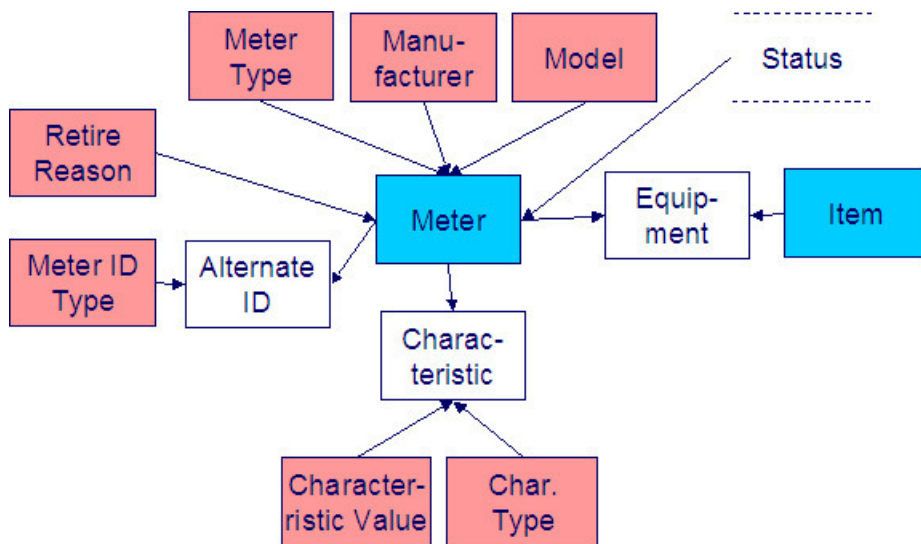 Meter
Type
Manu-
facturer
Model
Status
Retire
Reason
Meter
Equip-
ment
Item
Meter ID
Type
Alternate
ID
Charac-
teristic
Character-
ristic Value
Char.
Type